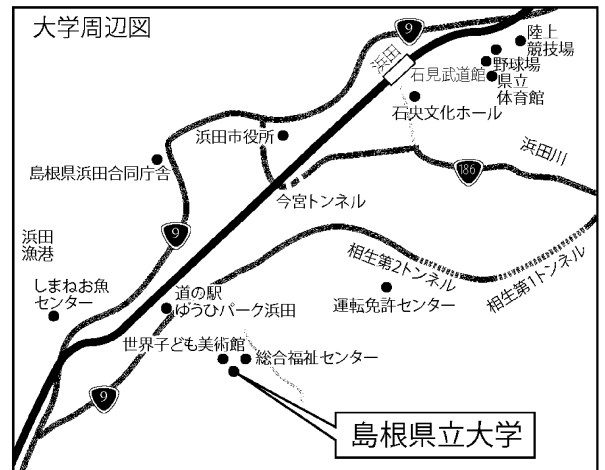 大学周辺図
9
浜田
陸上
競技場
野球場
石見武道館
県立
体育館
石央文化ホール
浜田市役所
浜田川
島根県浜田合同庁舎
186
今宮トンネル
9
浜田
漁港
相生第2トンネル
相生第1トンネル
しまねお魚
センター
道の駅
ゆうひパーク浜田
運転免許センター
世界子ども美術館
総合福祉センター
9
島根県立大学